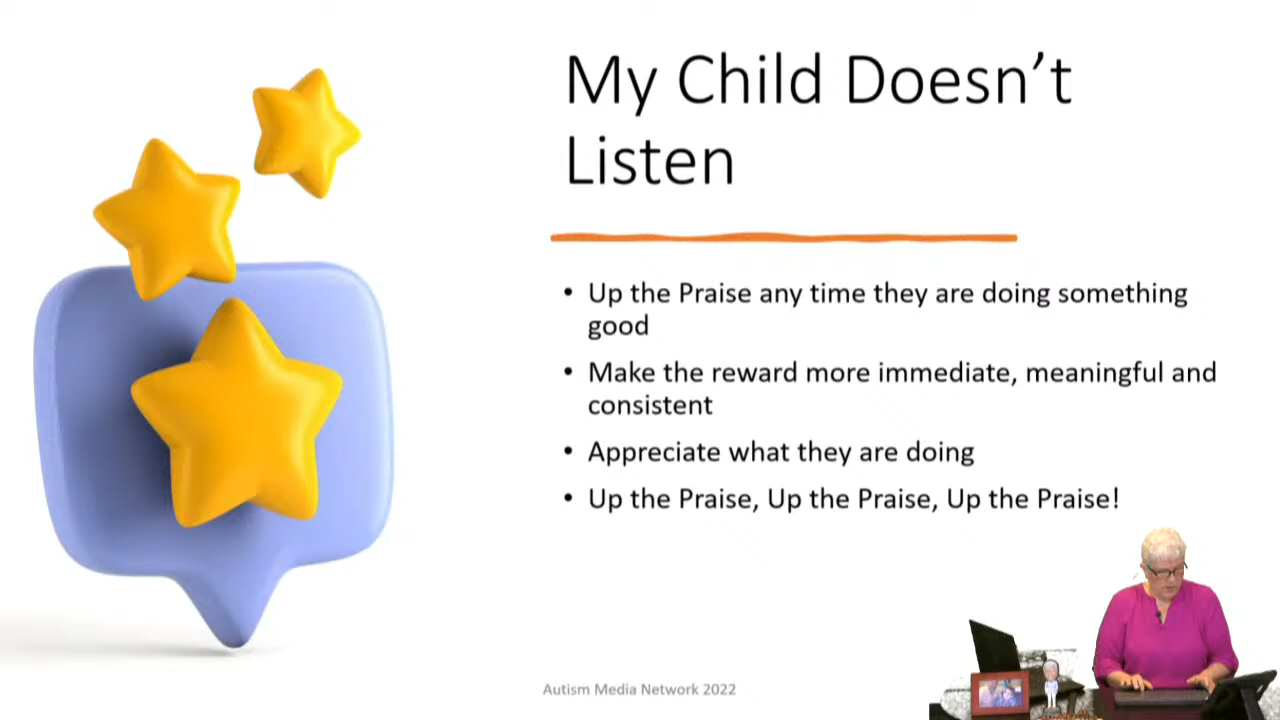 My Child Doesn’t
Listen
• Up the Praise any time they are doing something
good
• Make the reward more immediate, meaningful and
consistent
• Appreciate what they are doing
• Up the Praise, Up the Praise, Up the Praise!
Autism Media Network 2022